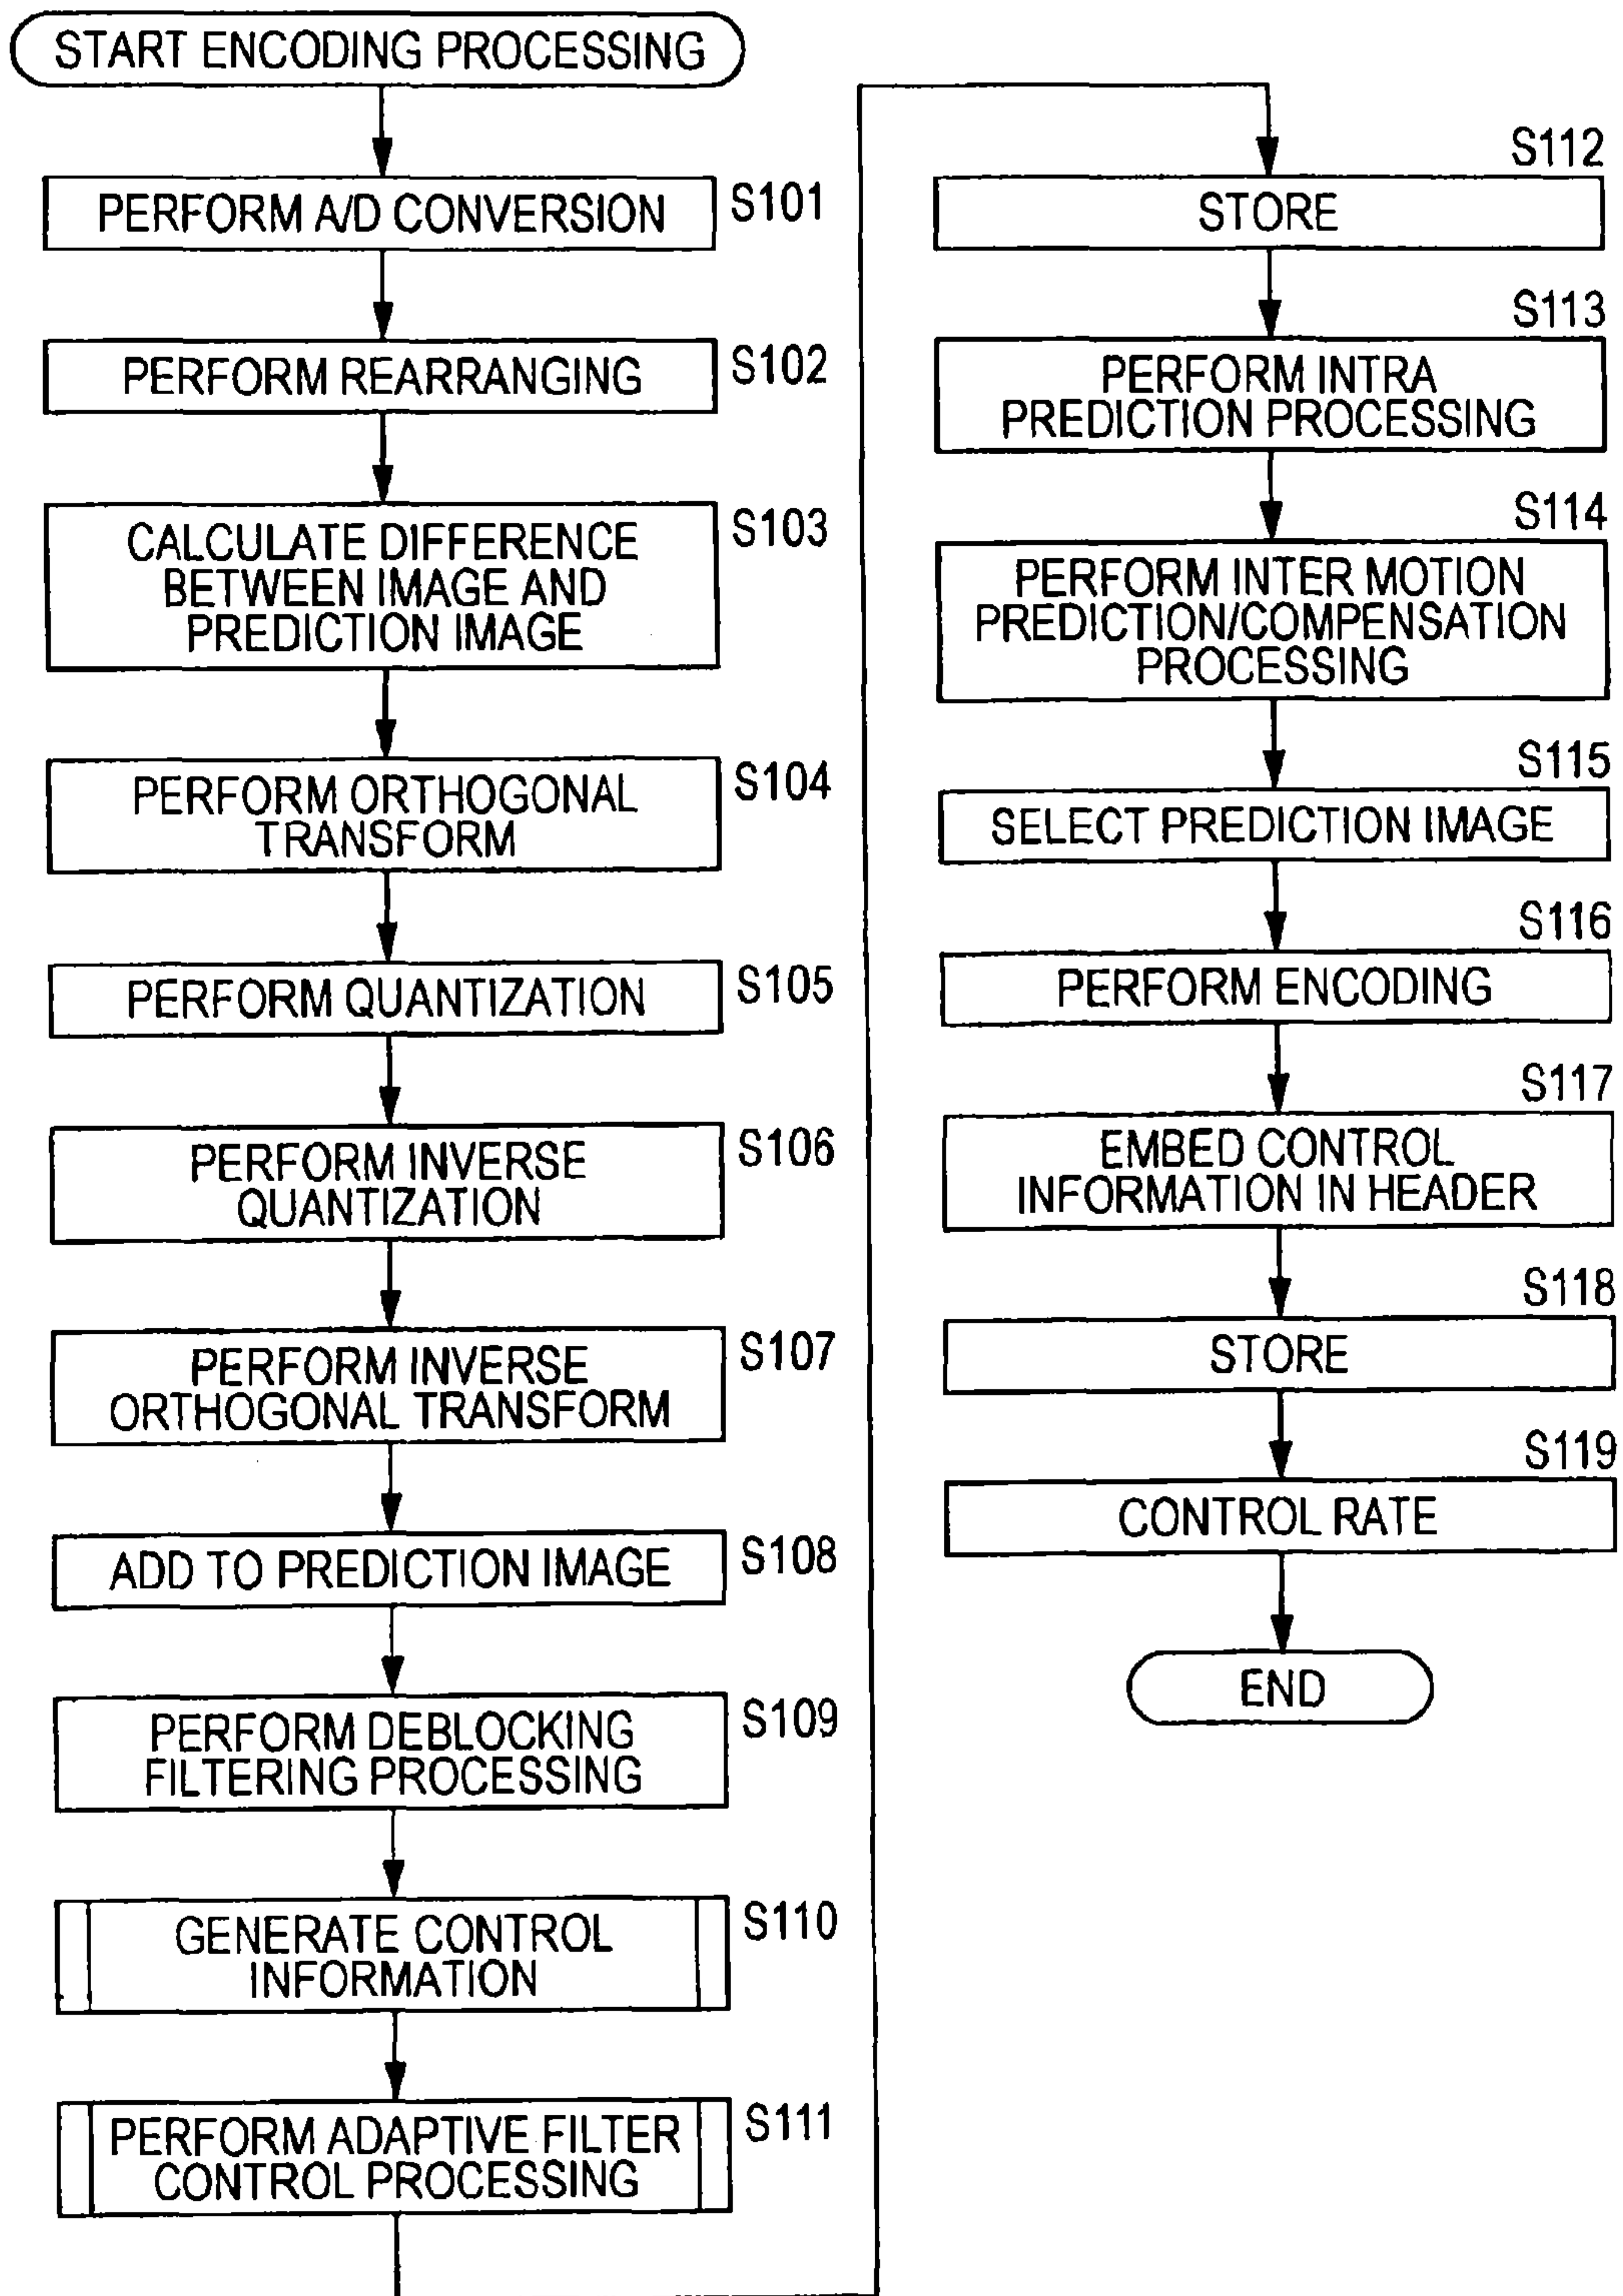 START ENCODING PROCESSING
PERFORM A/D CONVERSION
S101
PERFORM REARRANGING
S102
CALCULATE DIFFERENCE
BETWEEN IMAGE AND
PREDICTION IMAGE
S103
PERFORM ORTHOGONAL
TRANSFORM
S104
PERFORM QUANTIZATION
S105
PERFORM INVERSE
QUANTIZATION
S106
PERFORM INVERSE
ORTHOGONAL TRANSFORM
S107
ADD TO PREDICTION IMAGE
S108
PERFORM DEBLOCKING
FILTERING PROCESSING
S109
GENERATE CONTROL
INFORMATION
S110
PERFORM ADAPTIVE FILTER
CONTROL PROCESSING
S111
S112
STORE
S113
PERFORM INTRA
PREDICTION PROCESSING
S114
PERFORM INTER MOTION
PREDICTION/COMPENSATION
PROCESSING
S115
SELECT PREDICTION IMAGE
S116
PERFORM ENCODING
S117
EMBED CONTROL
INFORMATION IN HEADER
S118
STORE
S119
CONTROL RATE
END